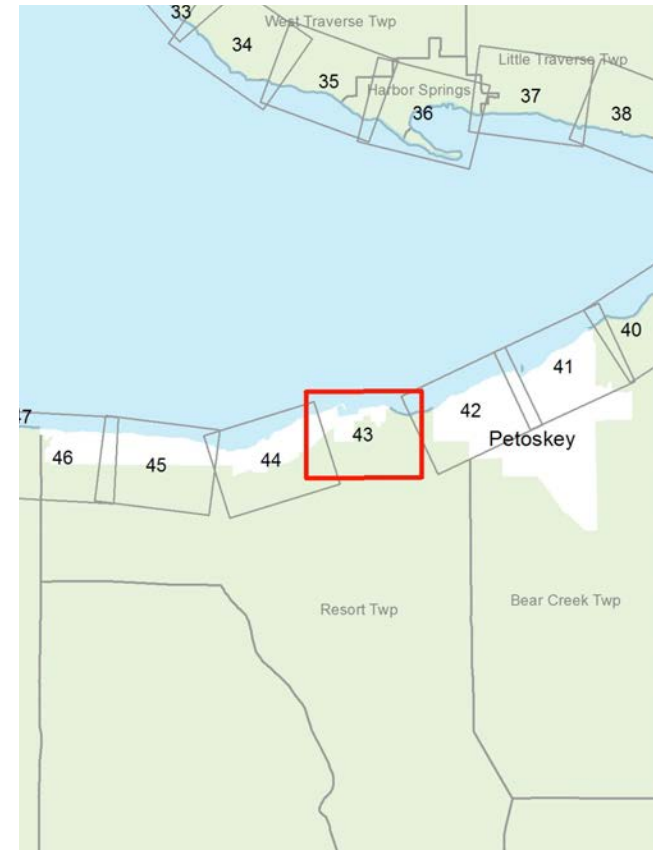 33
West Traverse Twp
34
Little Traverse Twp
35
Harbor Springs
37
36
38
40
41
42
43
Petoskey
47
46
45
44
Resort Twp
Bear Creek Twp